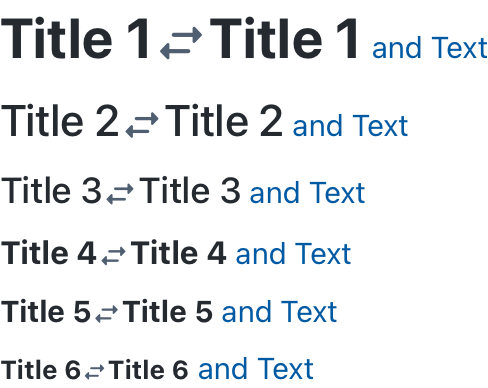 Title 1 ⇄ Title 1 and Text
Title 2 ⇄ Title 2 and Text
Title 3 ⇄ Title 3 and Text
Title 4 ⇄ Title 4 and Text
Title 5 ⇄ Title 5 and Text
Title 6 ⇄ Title 6 and Text